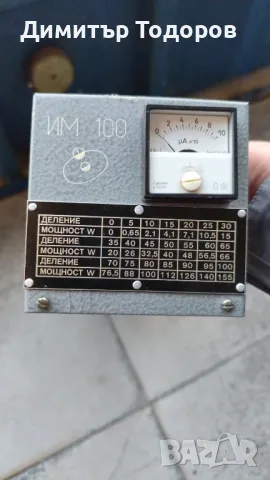 Димитър Тодоров
ИМ 100
0 2 4 6 8 10
µA x10
ДЕЛЕНИЕ 0 5 10 15 20 25 30
МОЩНОСТ W 0 0,65 2,1 4,1 7,1 10,5 15
ДЕЛЕНИЕ 35 40 45 50 55 60 65
МОЩНОСТ W 20 26 32,5 40 48,5 56,5 66
ДЕЛЕНИЕ 70 75 80 85 90 95 100
МОЩНОСТ W 76,5 88 100 112 126 140 155
BAZAR